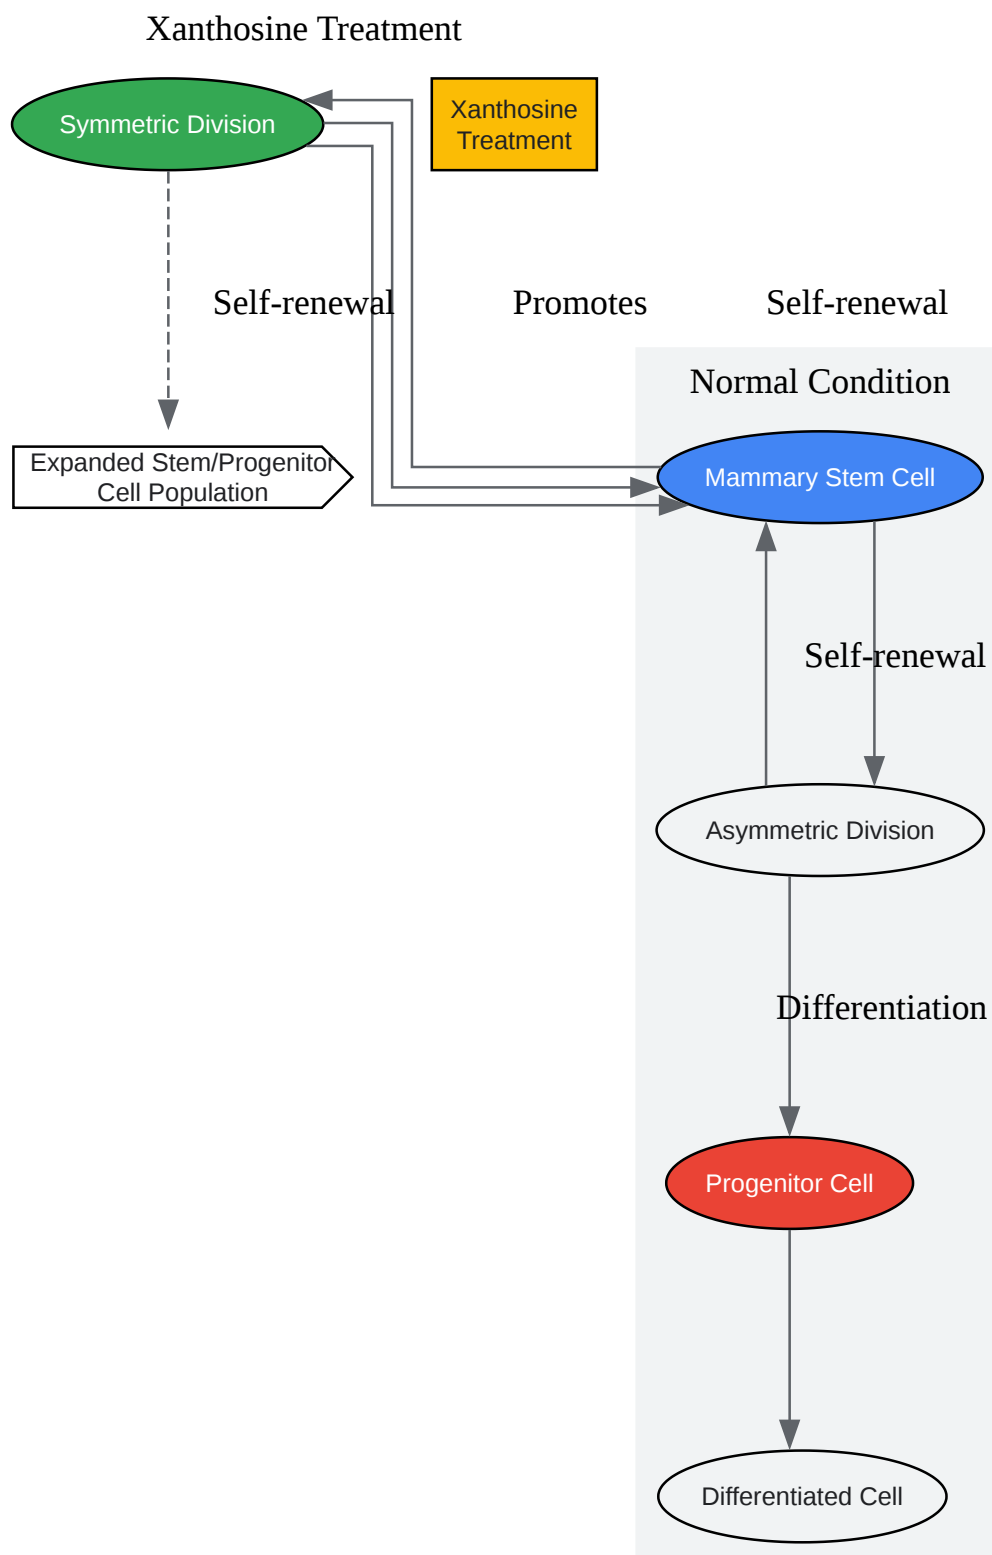 Xanthosine Treatment
Symmetric Division
Xanthosine
Treatment
Self-renewal
Promotes
Self-renewal
Normal Condition
Expanded Stem/Progenitor
Cell Population
Mammary Stem Cell
Self-renewal
Asymmetric Division
Differentiation
Progenitor Cell
Differentiated Cell